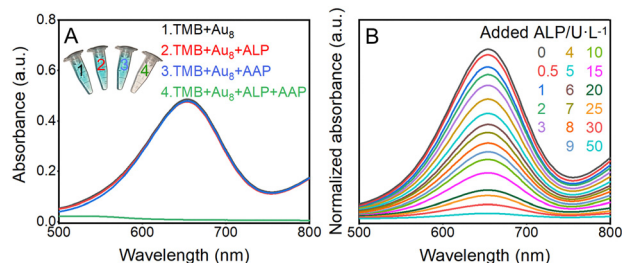 A
1.TMB+Au₈
2.TMB+Au₈+ALP
3.TMB+Au₈+AAP
4.TMB+Au₈+ALP+AAP
1 2 3 4
Absorbance (a.u.)
0.8
0.6
0.4
0.2
0.0
500 600 700 800
Wavelength (nm)
B
Added ALP/U·L⁻¹
0 4 10
0.5 5 15
1 6 20
2 7 25
3 8 30
9 50
Normalized absorbance (a.u.)
500 600 700 800
Wavelength (nm)